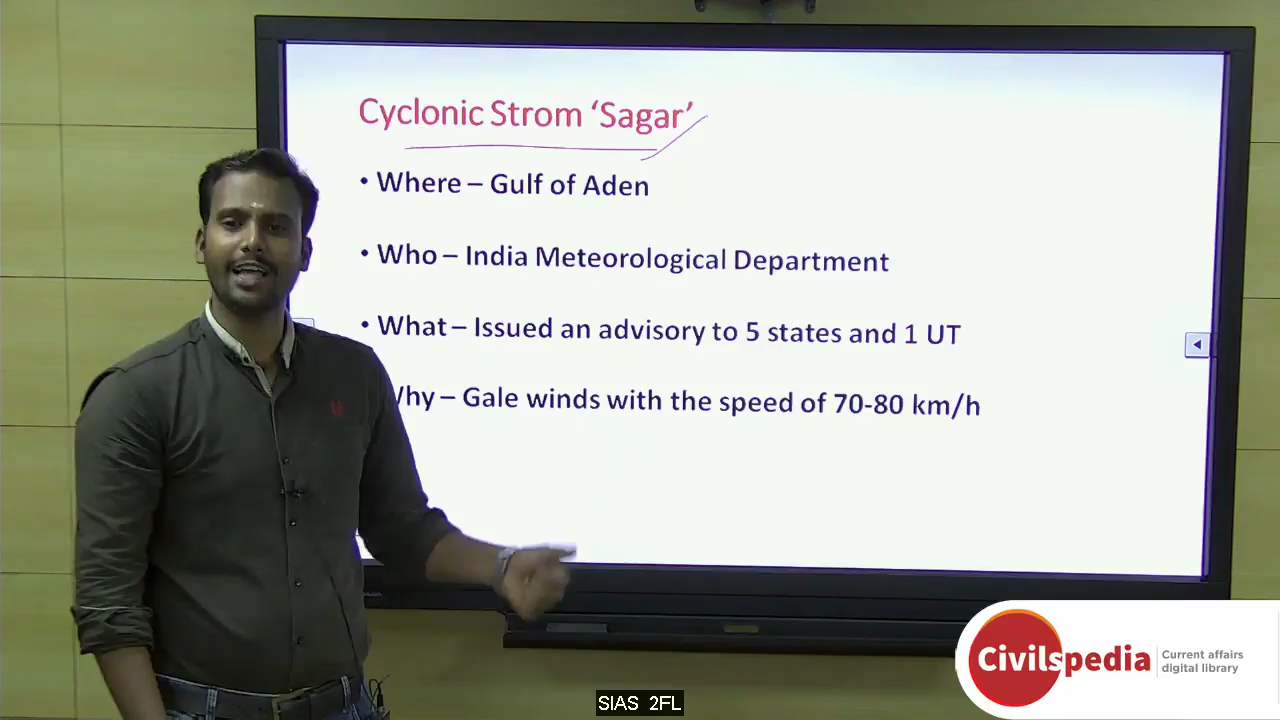 Cyclonic Strom ‘Sagar’
• Where – Gulf of Aden
• Who – India Meteorological Department
• What – Issued an advisory to 5 states and 1 UT
hy – Gale winds with the speed of 70-80 km/h
Civilspedia
Current affairs
digital library
SIAS 2FL